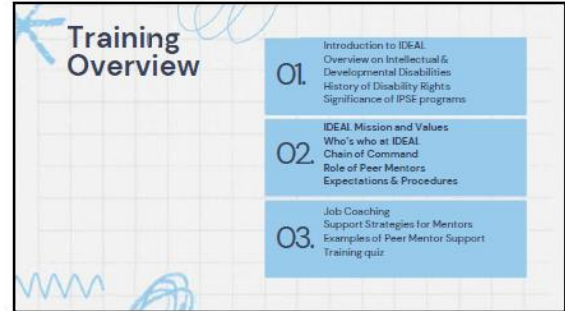 Training
Overview
01.
Introduction to IDEAL
Overview on Intellectual &
Developmental Disabilities
History of Disability Rights
Significance of IPSE programs
02.
IDEAL Mission and Values
Who's who at IDEAL
Chain of Command
Role of Peer Mentors
Expectations & Procedures
03.
Job Coaching
Support Strategies for Mentors
Examples of Peer Mentor Support
Training quiz